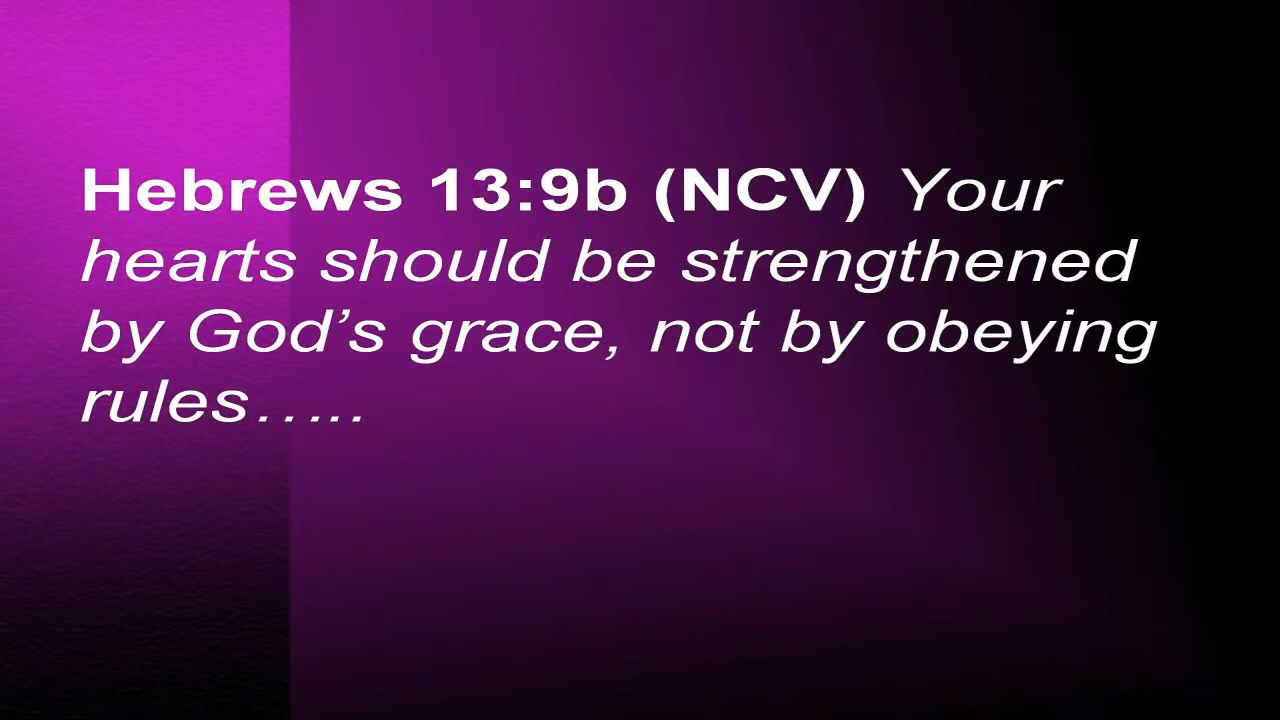 Hebrews 13:9b (NCV) Your
hearts should be strengthened
by God’s grace, not by obeying
rules…..